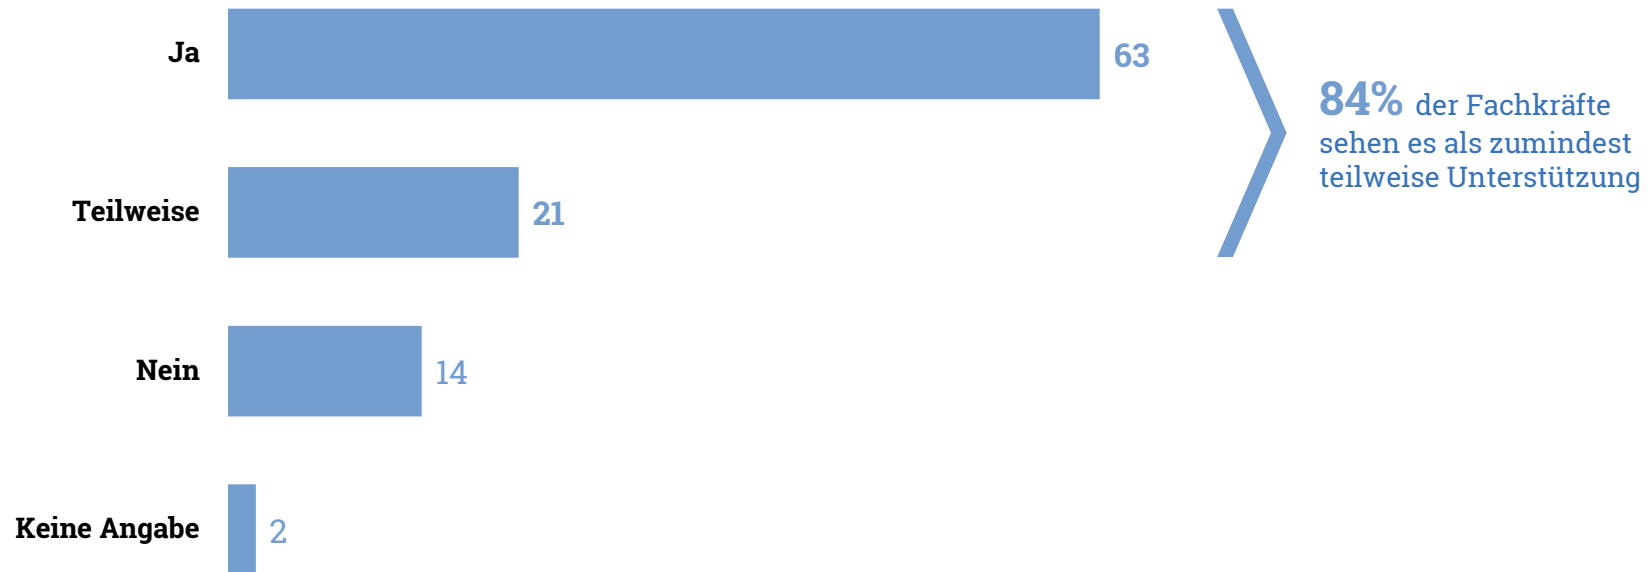 Ja
63
Teilweise
21
Nein
14
Keine Angabe
2
84% der Fachkräfte
sehen es als zumindest
teilweise Unterstützung